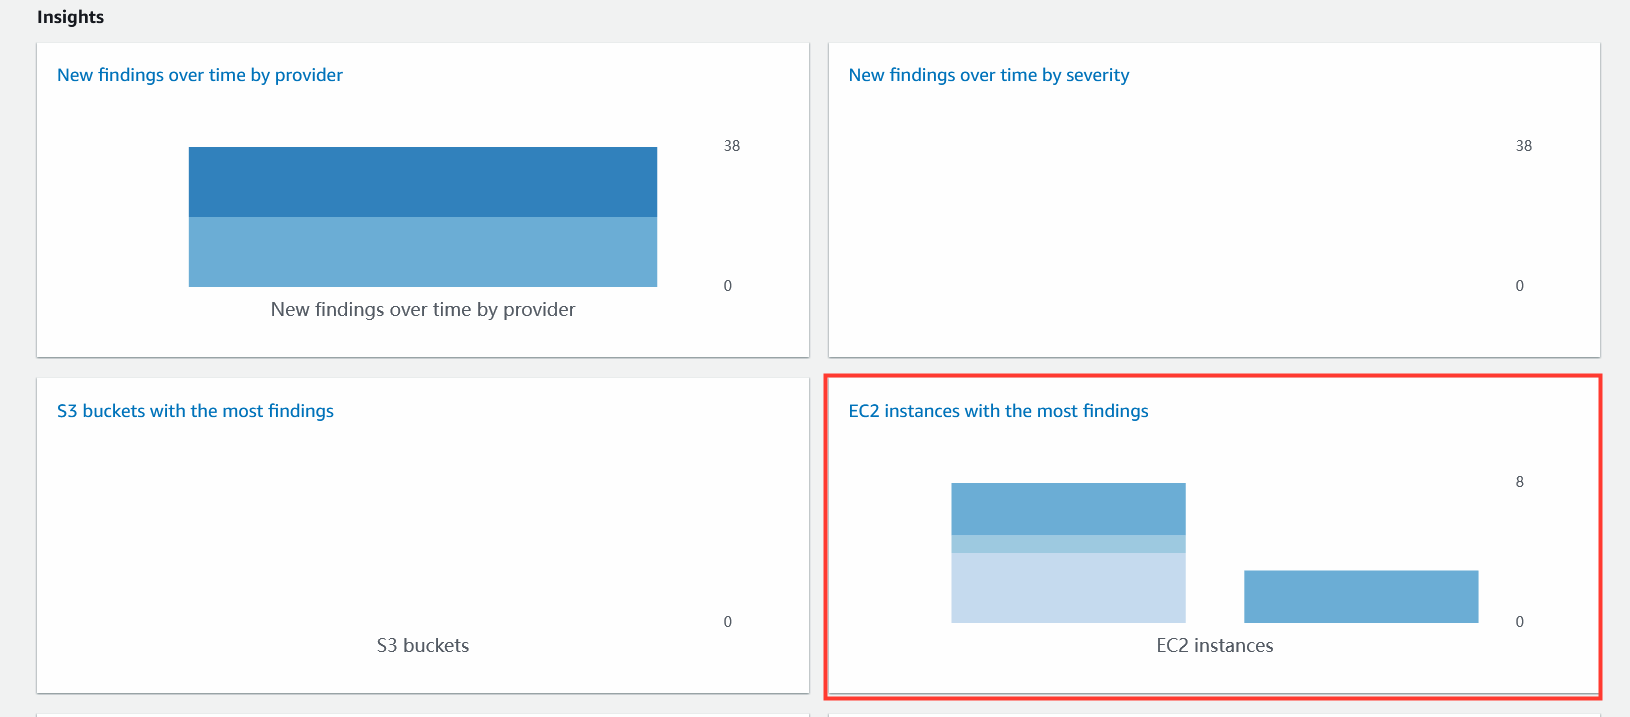 Insights
New findings over time by provider
38
0
New findings over time by provider
New findings over time by severity
38
0
S3 buckets with the most findings
0
S3 buckets
EC2 instances with the most findings
8
0
EC2 instances